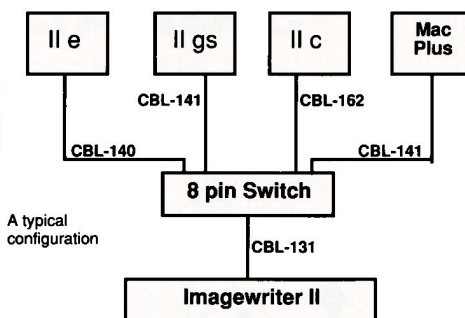 II e
II gs
II c
Mac
Plus
CBL-141
CBL-162
CBL-140
CBL-141
8 pin Switch
A typical
configuration
CBL-131
Imagewriter II